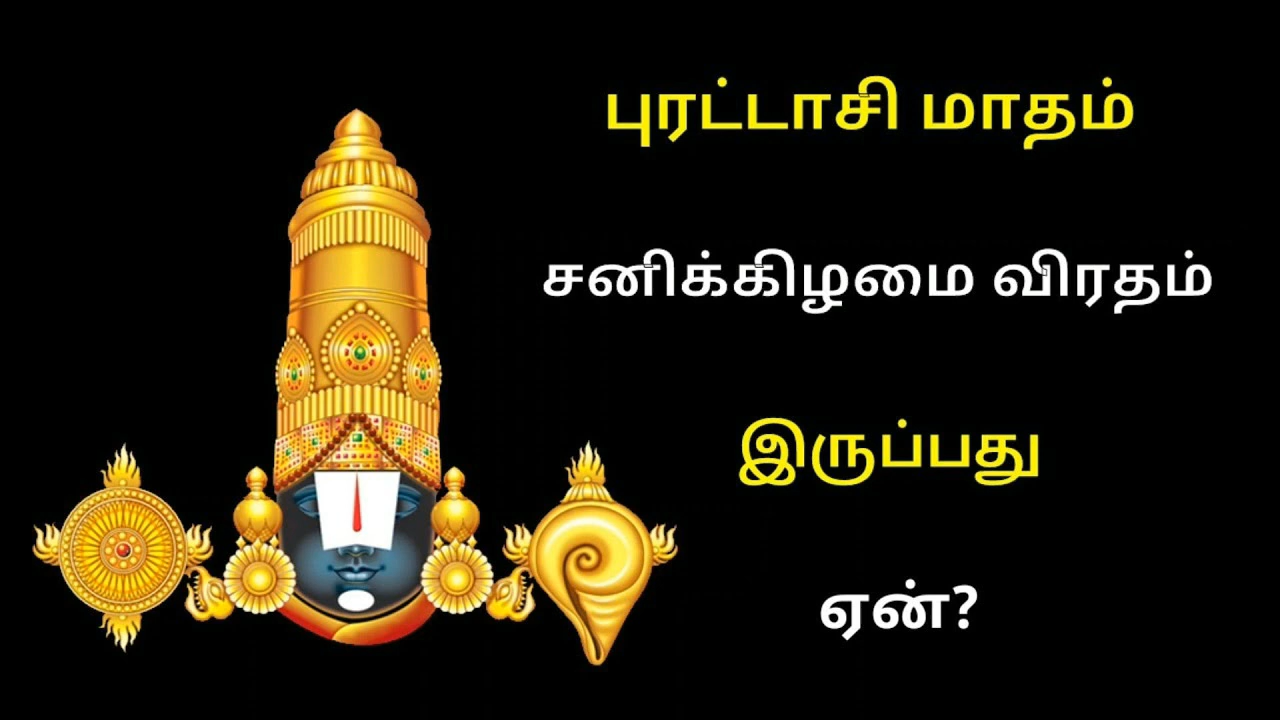 புரட்டாசி மாதம்
சனிக்கிழமை விரதம்
இருப்பது
ஏன்?